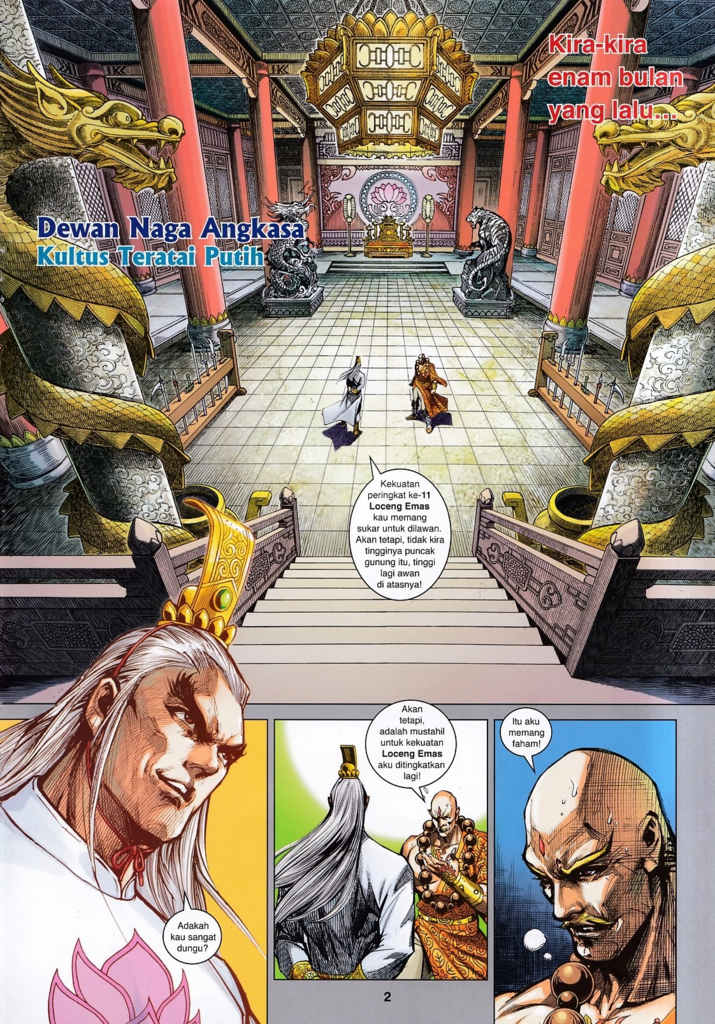 Kira-kira
enam bulan
yang lalu...
Dewan Naga Angkasa
Kultus Teratai Putih
Kekuatan
peringkat ke-11
Loceng Emas
kau memang
sukar untuk dilawan.
Akan tetapi, tidak kira
tingginya puncak
gunung itu, tinggi
lagi awan
di atasnya!
Adakah
kau sangat
dungu?
Akan
tetapi,
adalah mustahil
untuk kekuatan
Loceng Emas
aku ditingkatkan
lagi!
Itu aku
memang
faham!
2